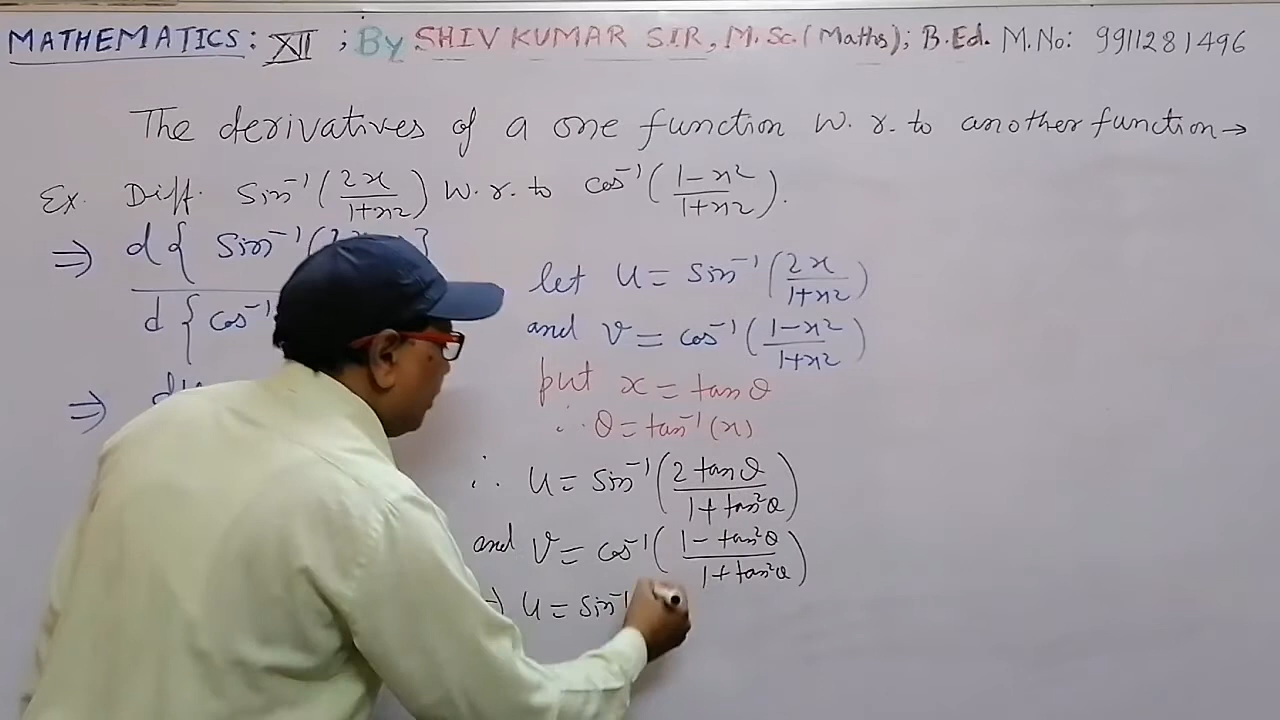 MATHEMATICS: XII ; By SHIV KUMAR SIR, M.Sc.(Maths); B.Ed. M.No: 9911281496
The derivatives of a one function w.r.to another function →
Ex. Diff. Sin⁻¹(2x/1+x2) w.r.to cos⁻¹(1-x2/1+x2).
⇒ d{ Sin⁻¹(
d{ cos⁻¹
let u = Sin⁻¹(2x/1+x2)
and v = cos⁻¹(1-x2/1+x2)
⇒
put x = tanθ
∴ θ = tan⁻¹(x)
∴ u = Sin⁻¹(2 tanθ/1+tan²θ)
and v = cos⁻¹(1-tan²θ/1+tan²θ)
u = Sin⁻¹